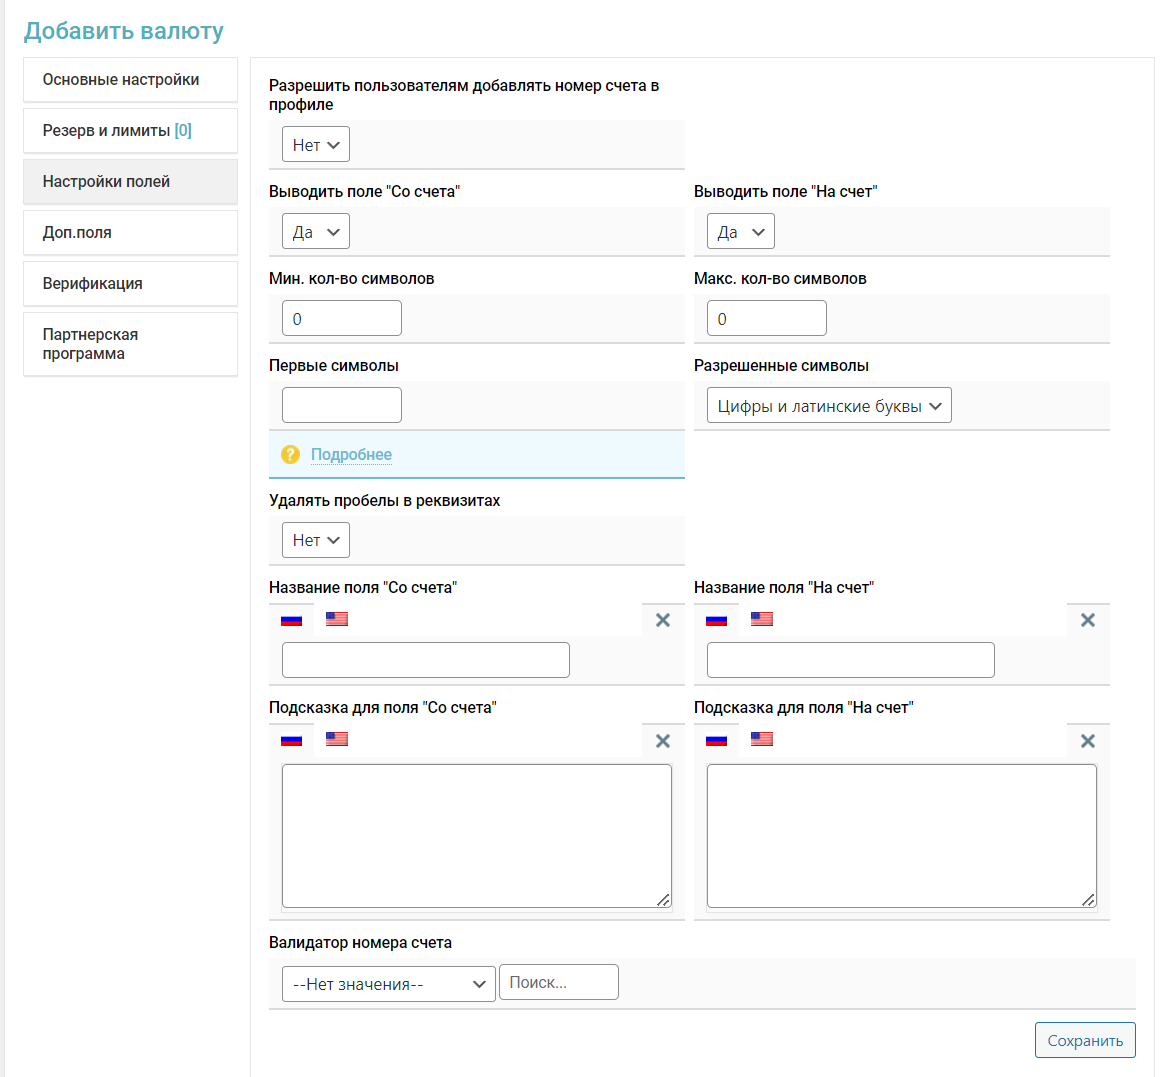 Добавить валюту
Основные настройки
Резерв и лимиты [0]
Настройки полей
Доп.поля
Верификация
Партнерская
программа
Разрешить пользователям добавлять номер счета в
профиле
Нет
Выводить поле "Со счета"
Выводить поле "На счет"
Да
Да
Мин. кол-во символов
Макс. кол-во символов
0
0
Первые символы
Разрешенные символы
Цифры и латинские буквы
? Подробнее
Удалять пробелы в реквизитах
Нет
Название поля "Со счета"
Название поля "На счет"
Подсказка для поля "Со счета"
Подсказка для поля "На счет"
Валидатор номера счета
--Нет значения--
Поиск...
Сохранить